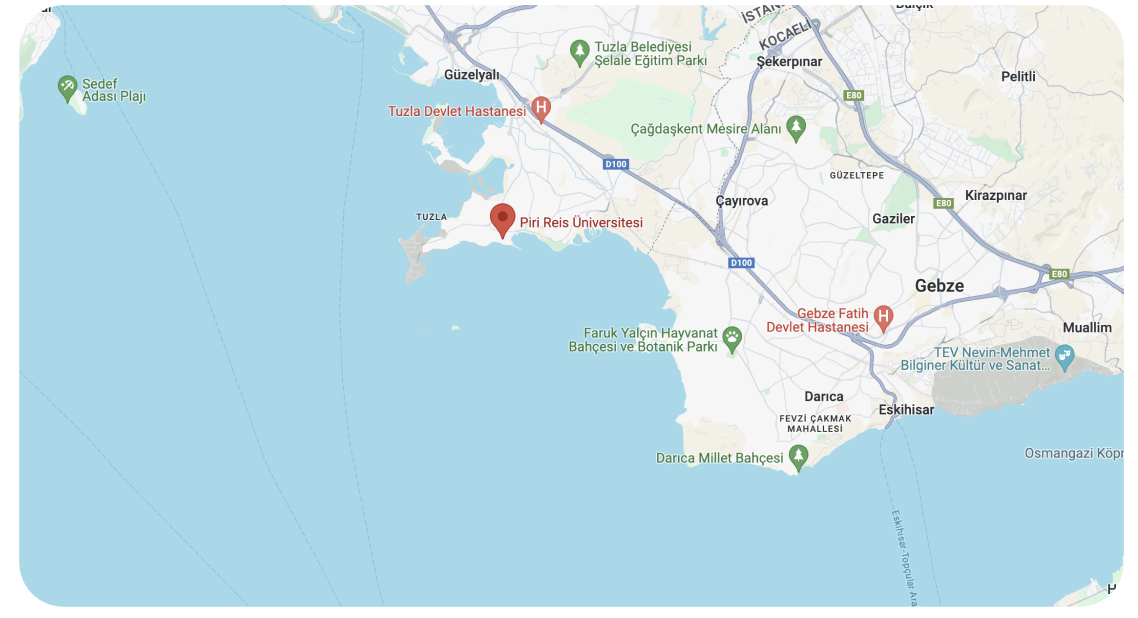 İSTAN
KOCAELİ
Balçık
Tuzla Belediyesi
Şelale Eğitim Parkı
Şekerpınar
Güzelyalı
Pelitli
Sedef
Adası Plajı
E80
Tuzla Devlet Hastanesi
H
Çağdaşkent Mesire Alanı
D100
GÜZELTEPE
Kirazpınar
Çayırova
E80
TUZLA
Piri Reis Üniversitesi
Gaziler
D100
E80
Gebze
Gebze Fatih
Devlet Hastanesi
H
Muallim
Faruk Yalçın Hayvanat
Bahçesi ve Botanik Parkı
TEV Nevin-Mehmet
Bilginer Kültür ve Sanat...
Darıca
Eskihisar
FEVZİ ÇAKMAK
MAHALLESİ
Darıca Millet Bahçesi
Osmangazi Köpr
Eskihisar-Topçular Ara
H